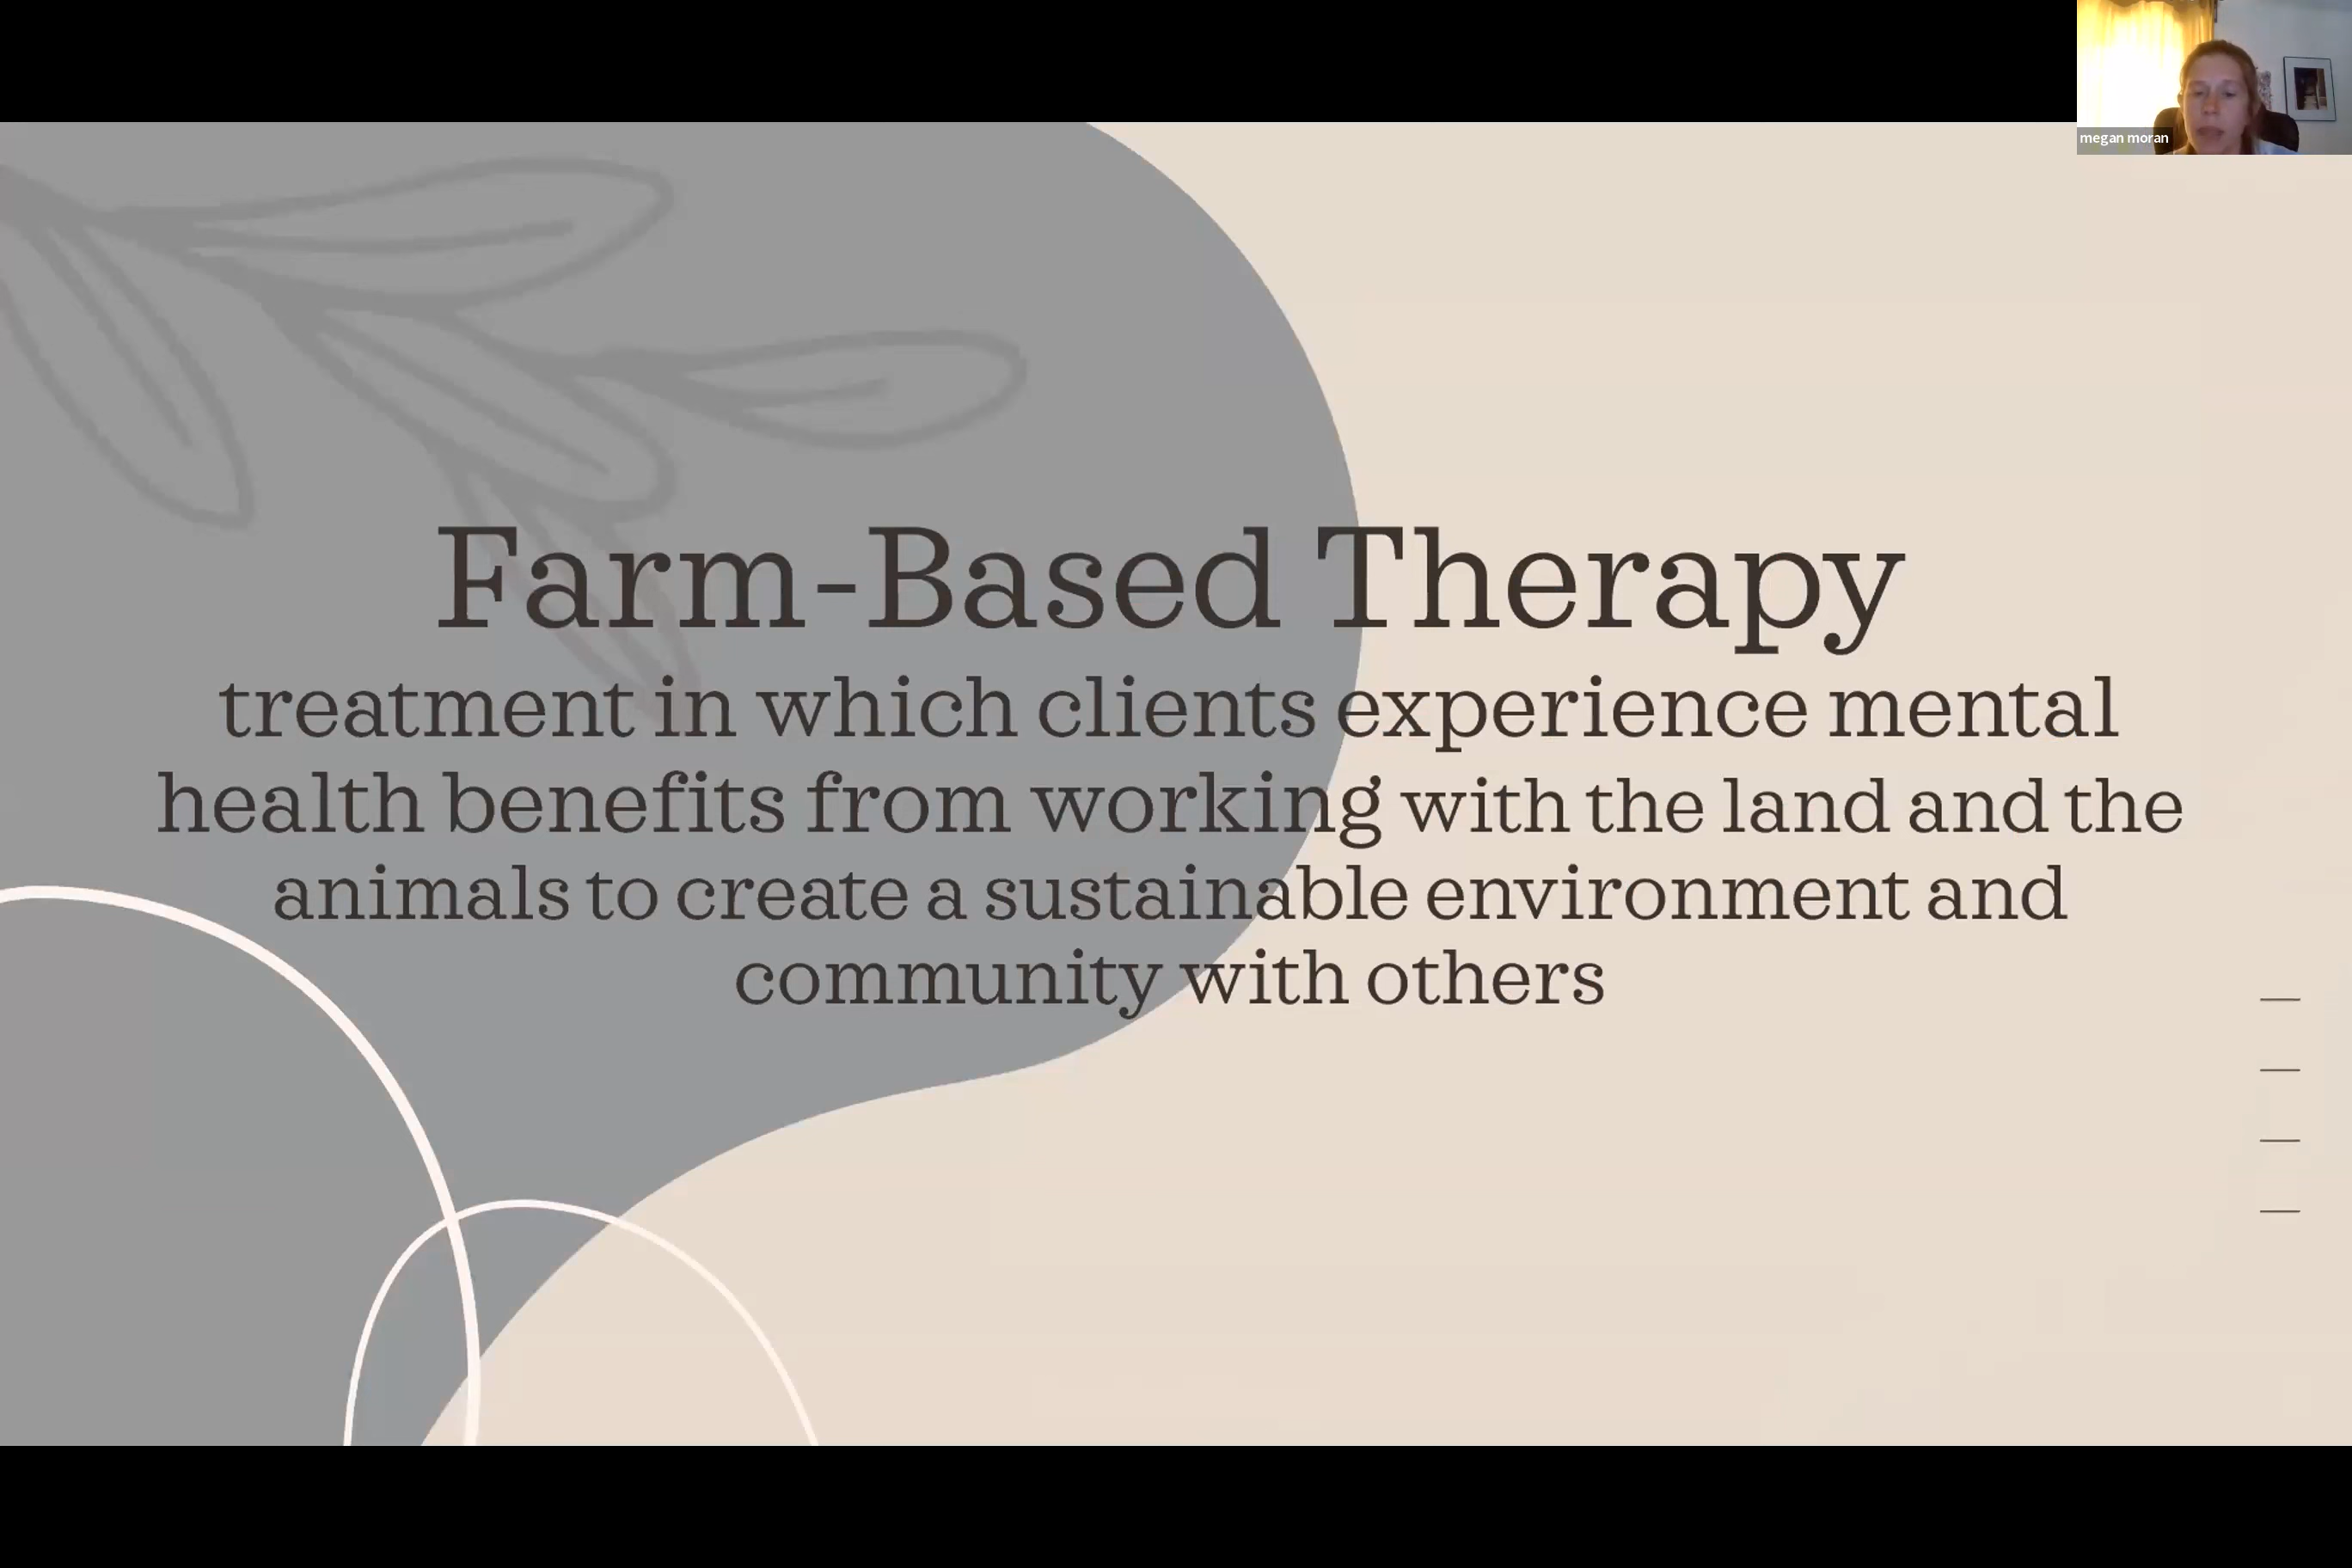 megan moran
Farm-Based Therapy
treatment in which clients experience mental
health benefits from working with the land and the
animals to create a sustainable environment and
community with others